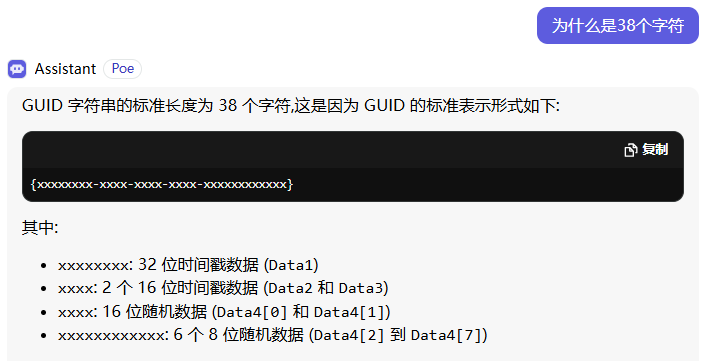 为什么是38个字符
Assistant Poe
GUID 字符串的标准长度为 38 个字符,这是因为 GUID 的标准表示形式如下:
复制
{xxxxxxxx-xxxx-xxxx-xxxx-xxxxxxxxxxxx}
其中:
• xxxxxxxx: 32 位时间戳数据 (Data1)
• xxxx: 2 个 16 位时间戳数据 (Data2 和 Data3)
• xxxx: 16 位随机数据 (Data4[0] 和 Data4[1])
• xxxxxxxxxxxx: 6 个 8 位随机数据 (Data4[2] 到 Data4[7])